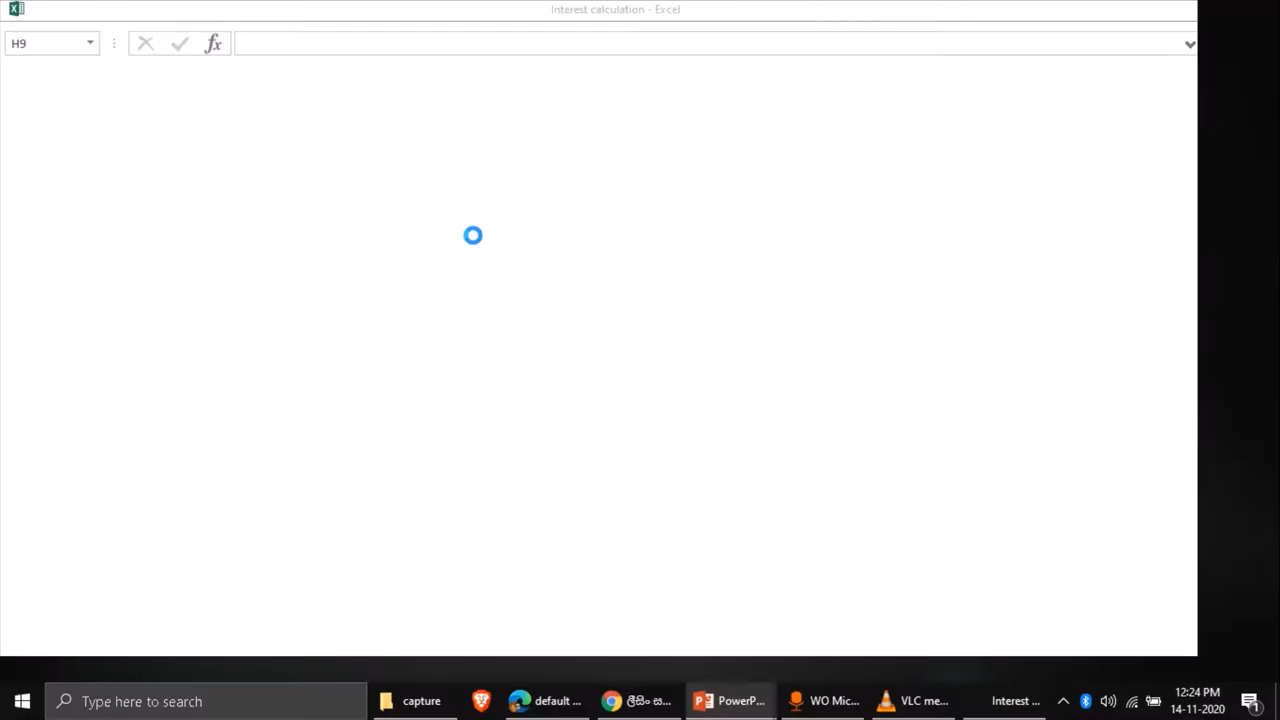 Interest calculation - Excel
H9
fx
Type here to search
capture
default ...
ලීසිං ස...
PowerP...
WO Mic...
VLC me...
Interest ...
12:24 PM
14-11-2020
1